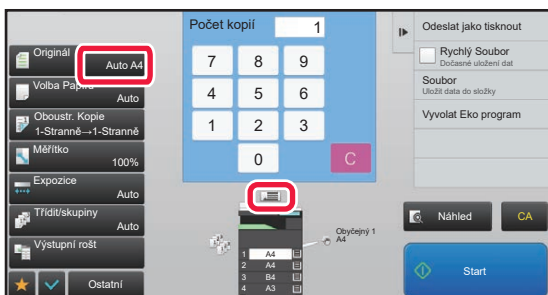 Originál
Auto A4
Volba Papíru
Auto
Oboustr. Kopie
1-Stranně→1-Stranně
Měřítko
100%
Expozice
Auto
Třídit/skupiny
Auto
Výstupní rošt
Ostatní
Počet kopií
1
7 8 9
4 5 6
1 2 3
0 C
1 A4
2 A4
3 B4
4 A3
Obyčejný 1
A4
Odeslat jako tisknout
Rychlý Soubor
Dočasné uložení dat
Soubor
Uložit data do složky
Vyvolat Eko program
Náhled
CA
Start